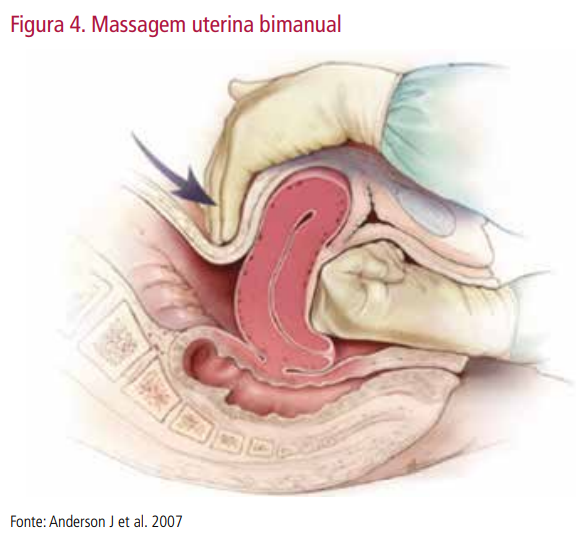 Figura 4. Massagem uterina bimanual
Fonte: Anderson J et al. 2007